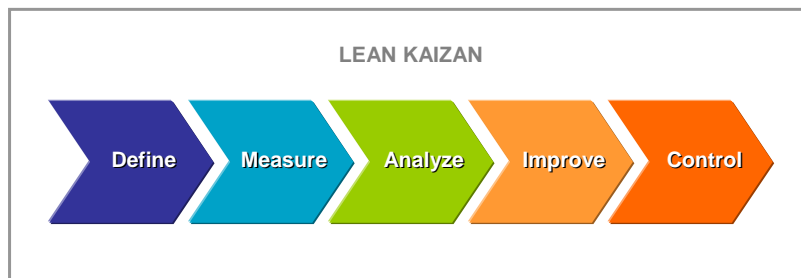 LEAN KAIZAN
Define
Measure
Analyze
Improve
Control